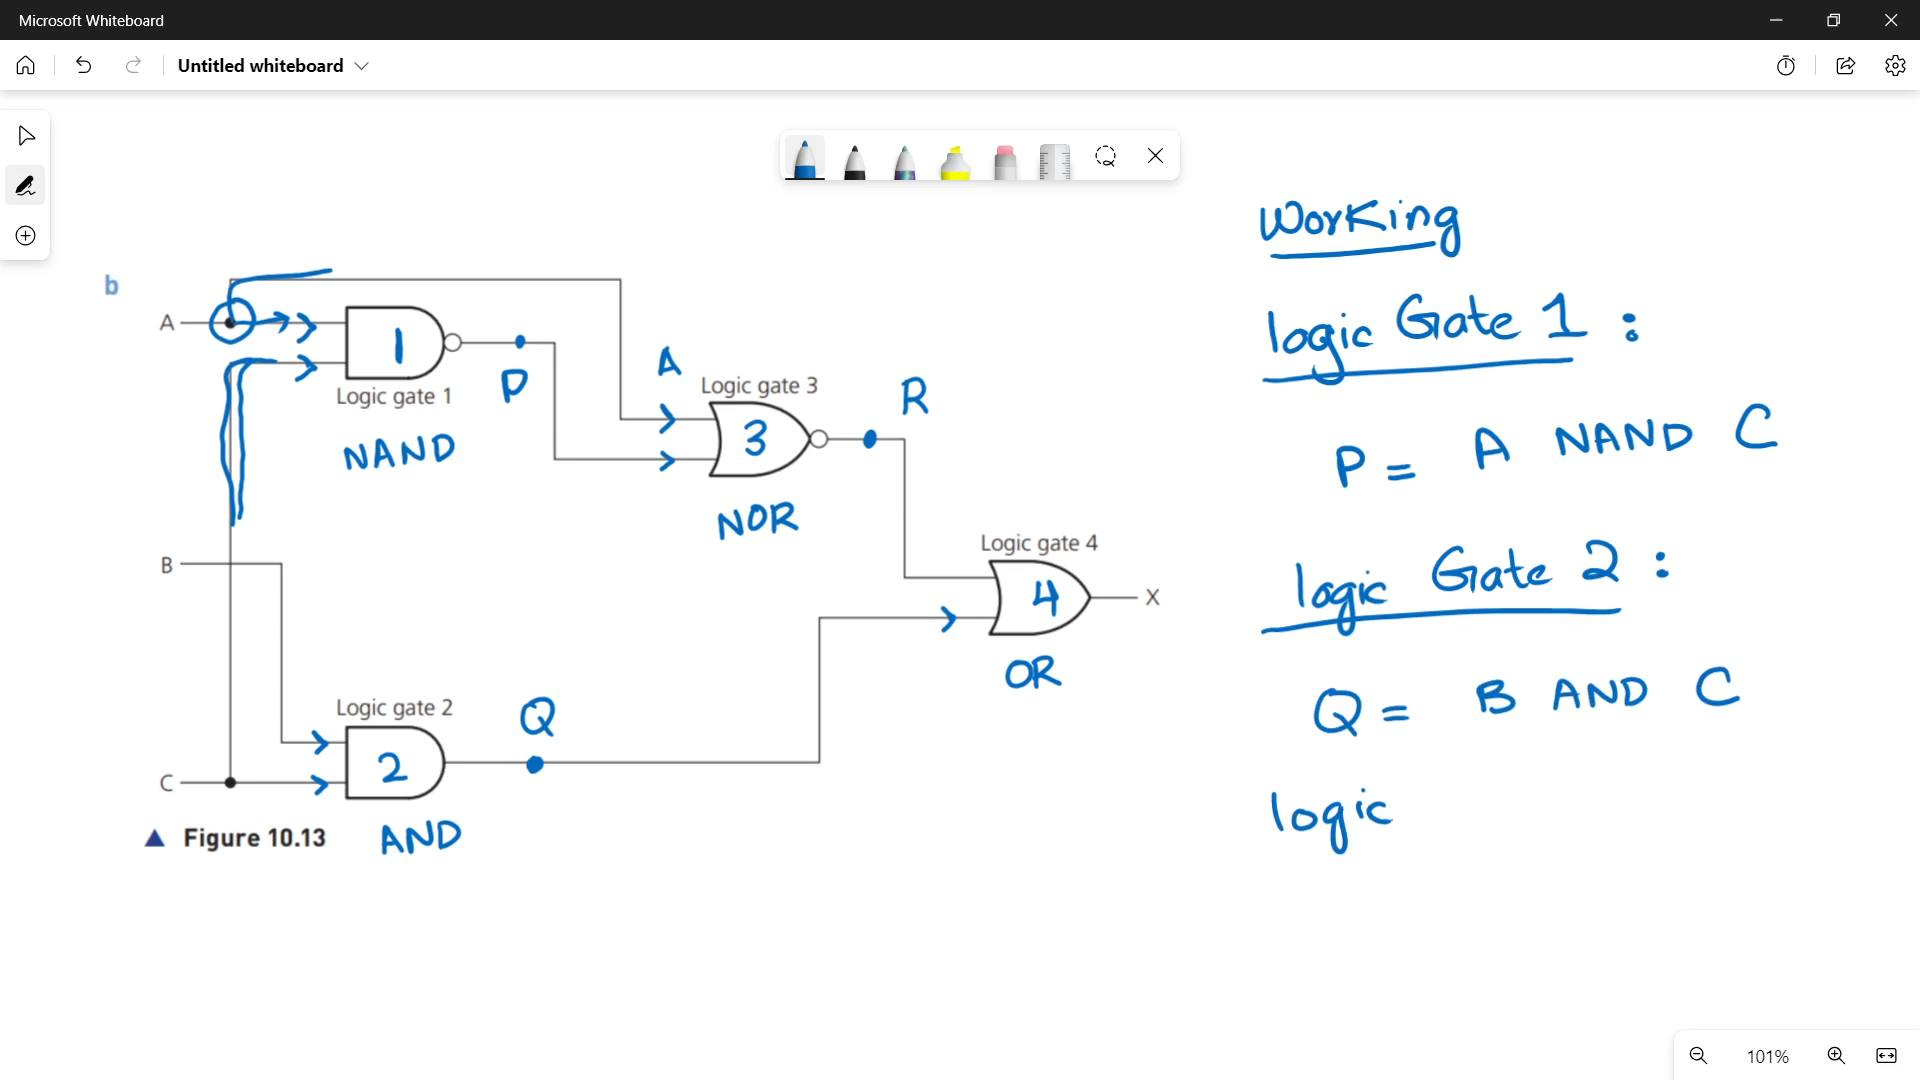 Microsoft Whiteboard
Untitled whiteboard
Working
b
A
1
Logic gate 1
P
NAND
A
Logic gate 3
3
R
NOR
B
Logic gate 4
4
X
OR
Logic gate 2
2
Q
C
Figure 10.13
AND
logic Gate 1 :
P = A NAND C
logic Gate 2 :
Q = B AND C
logic
101%